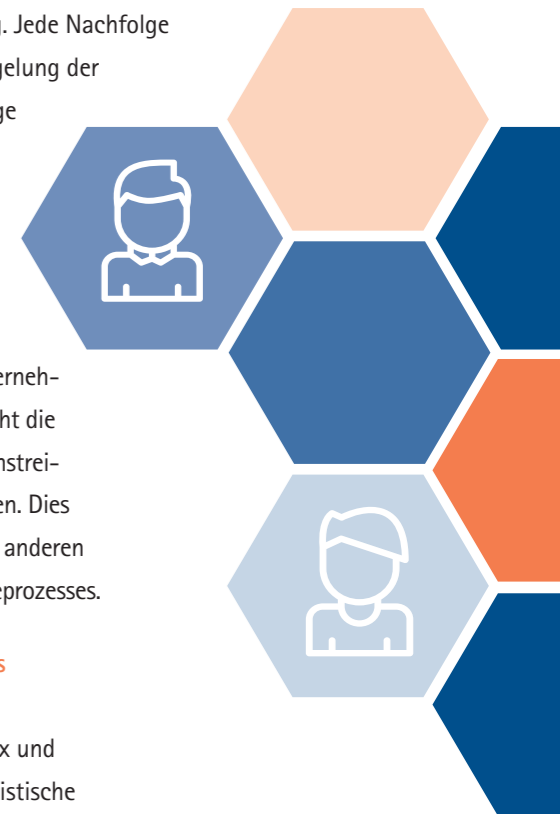 . Jede Nachfolge
gelung der
ge
erneh-
ht die
nstrei-
en. Dies
anderen
eprozesses.
s
x und
istische